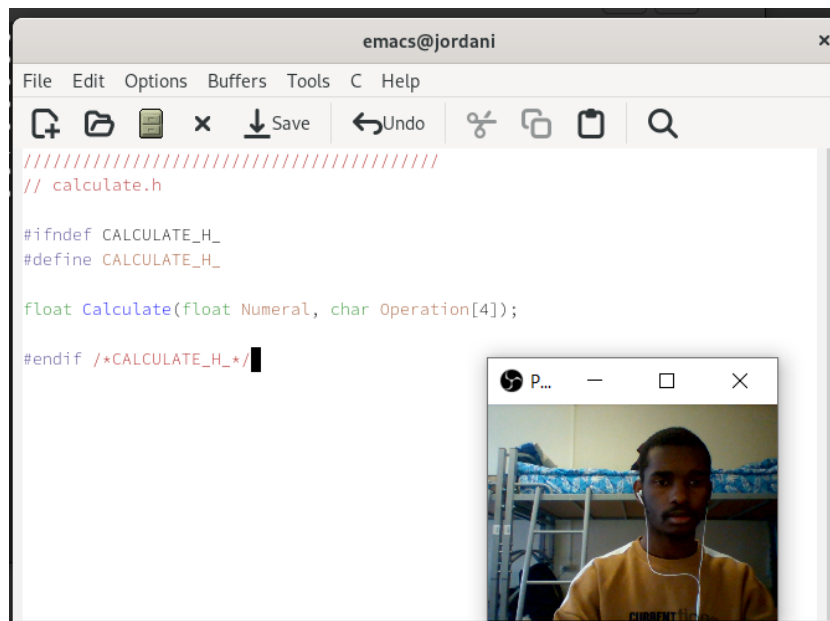 emacs@jordani
File Edit Options Buffers Tools C Help
Save Undo
//////////////////////////////////////////
// calculate.h
#ifndef CALCULATE_H_
#define CALCULATE_H_
float Calculate(float Numeral, char Operation[4]);
#endif /*CALCULATE_H_*/
P...
CURRENT